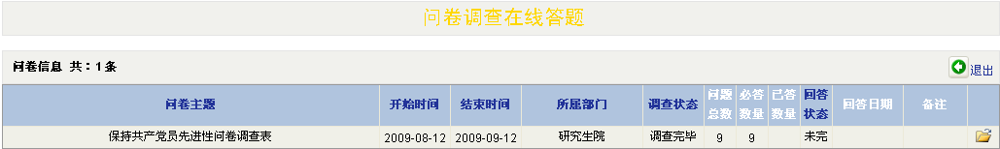 问卷调查在线答题
问卷信息 共：1条
退出
问卷主题 开始时间 结束时间 所属部门 调查状态 问题总数 必答数量 已答数量 回答状态 回答日期 备注
保持共产党员先进性问卷调查表 2009-08-12 2009-09-12 研究生院 调查完毕 9 9 未完